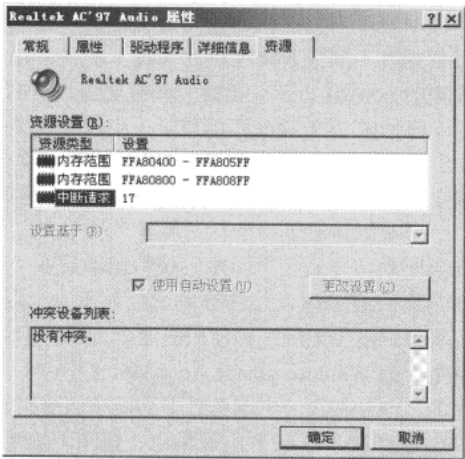 Realtek AC'97 Audio 属性
常规 属性 驱动程序 详细信息 资源
Realtek AC'97 Audio
资源设置(R):
资源类型 设置
内存范围 FFA80400 - FFA805FF
内存范围 FFA80800 - FFA808FF
中断请求 17
设置基于(B):
使用自动设置(U) 更改设置(C)
冲突设备列表:
没有冲突。
确定 取消